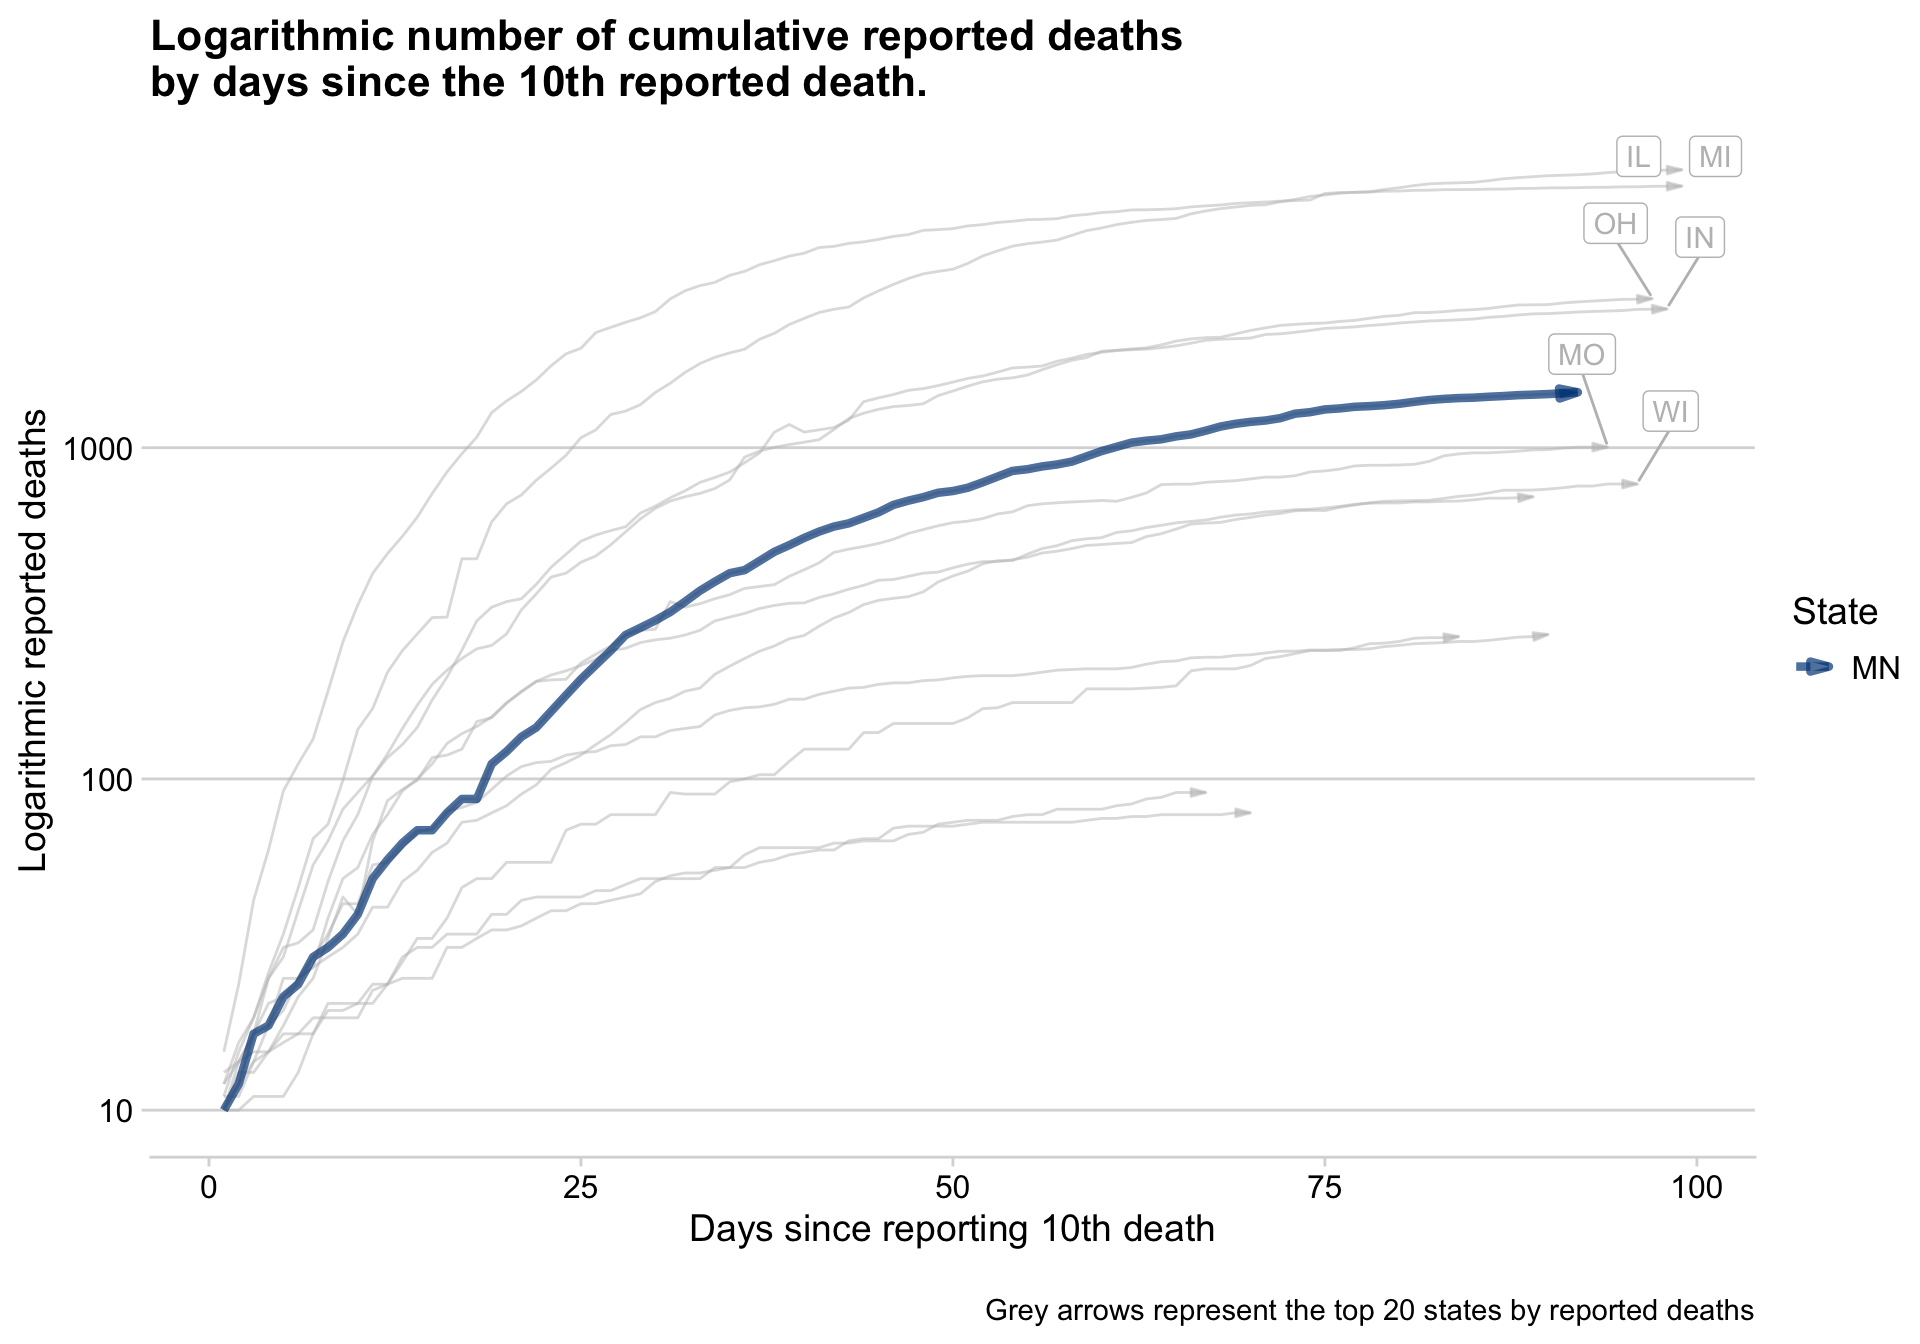 Logarithmic number of cumulative reported deaths
by days since the 10th reported death.
IL
MI
OH
IN
MO
WI
Logarithmic reported deaths
1000
100
10
State
MN
0
25
50
75
100
Days since reporting 10th death
Grey arrows represent the top 20 states by reported deaths